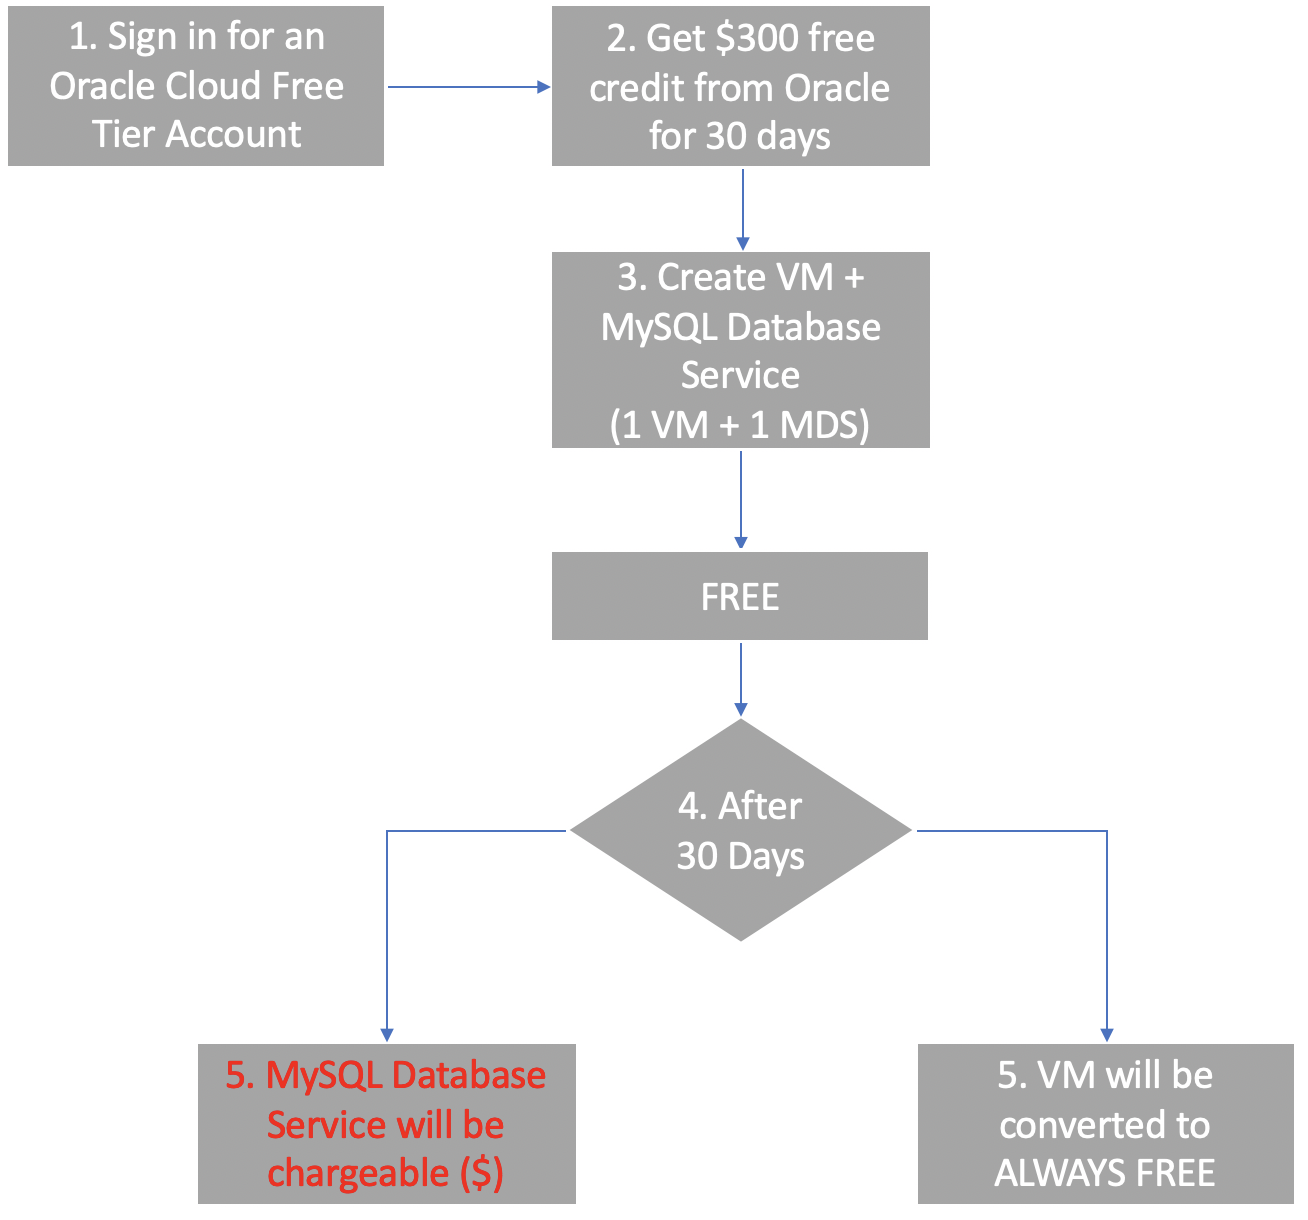 1. Sign in for an
Oracle Cloud Free
Tier Account
2. Get $300 free
credit from Oracle
for 30 days
3. Create VM +
MySQL Database
Service
(1 VM + 1 MDS)
FREE
4. After
30 Days
5. MySQL Database
Service will be
chargeable ($)
5. VM will be
converted to
ALWAYS FREE